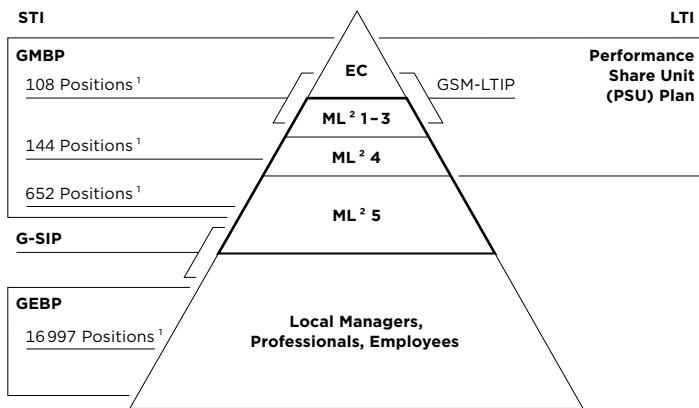 STI
LTI
GMBP
108 Positions ¹
144 Positions ¹
652 Positions ¹
G-SIP
GEBP
16 997 Positions ¹
EC
ML ² 1–3
ML ² 4
ML ² 5
Local Managers,
Professionals, Employees
GSM-LTIP
Performance
Share Unit
(PSU) Plan